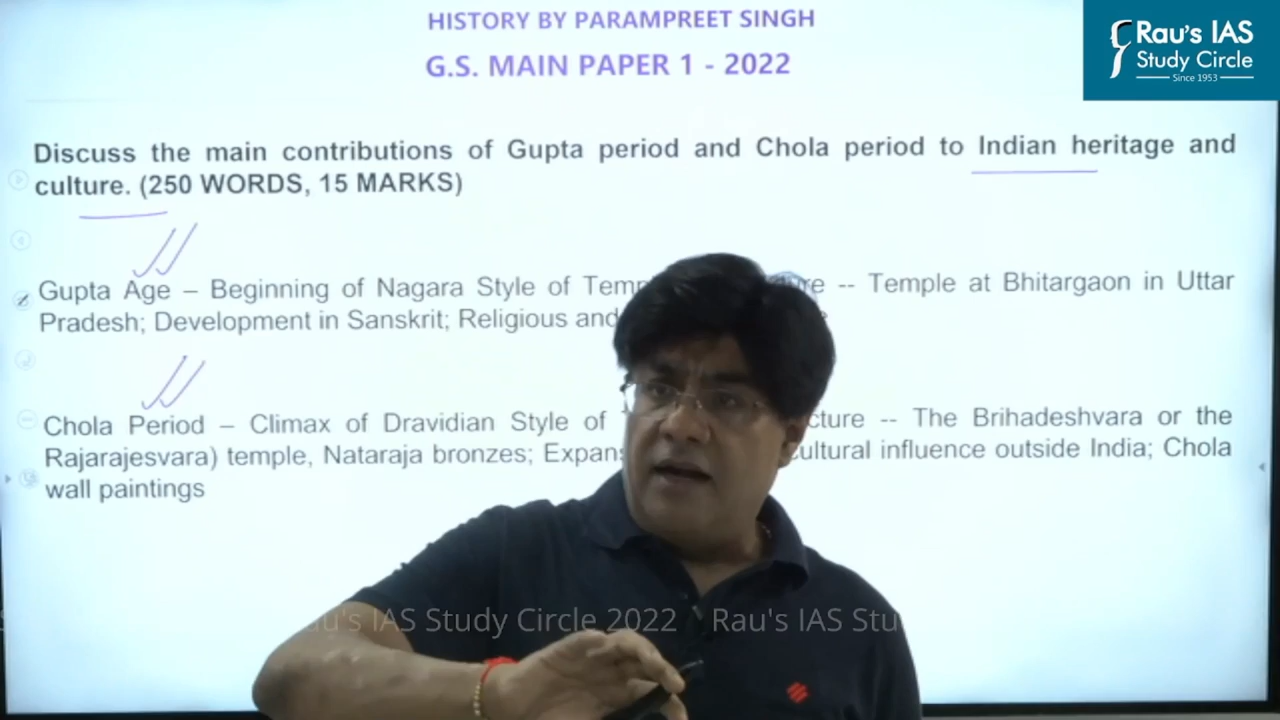 HISTORY BY PARAMPREET SINGH
G.S. MAIN PAPER 1 - 2022
Rau's IAS
Study Circle
Since 1953
Discuss the main contributions of Gupta period and Chola period to Indian heritage and
culture. (250 WORDS, 15 MARKS)
Gupta Age – Beginning of Nagara Style of -- Temple at Bhitargaon in Uttar
Pradesh; Development in Sanskrit; Religious and
Chola Period – Climax of Dravidian Style of -- The Brihadeshvara or the
Rajarajesvara) temple, Nataraja bronzes; cultural influence outside India; Chola
wall paintings
Rau's IAS Study Circle 2022 Rau's IAS